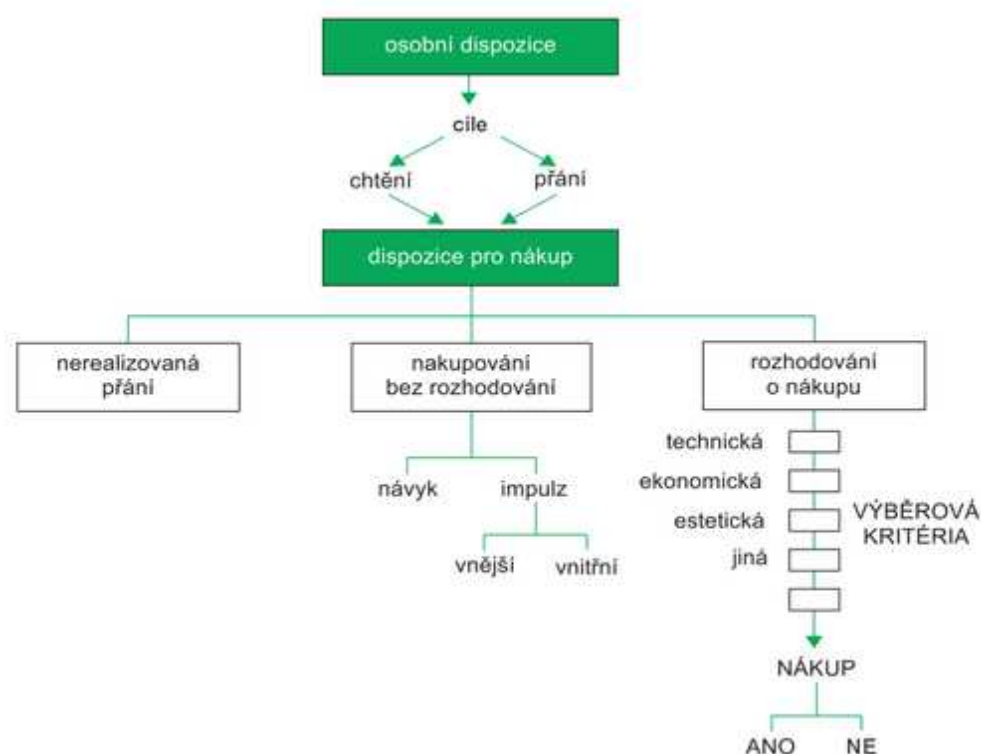 osobní dispozice
cíle
chtění
přání
dispozice pro nákup
nerealizovaná
přání
nakupování
bez rozhodování
rozhodování
o nákupu
návyk
impulz
vnější
vnitřní
technická
ekonomická
estetická
jiná
VÝBĚROVÁ
KRITÉRIA
NÁKUP
ANO
NE